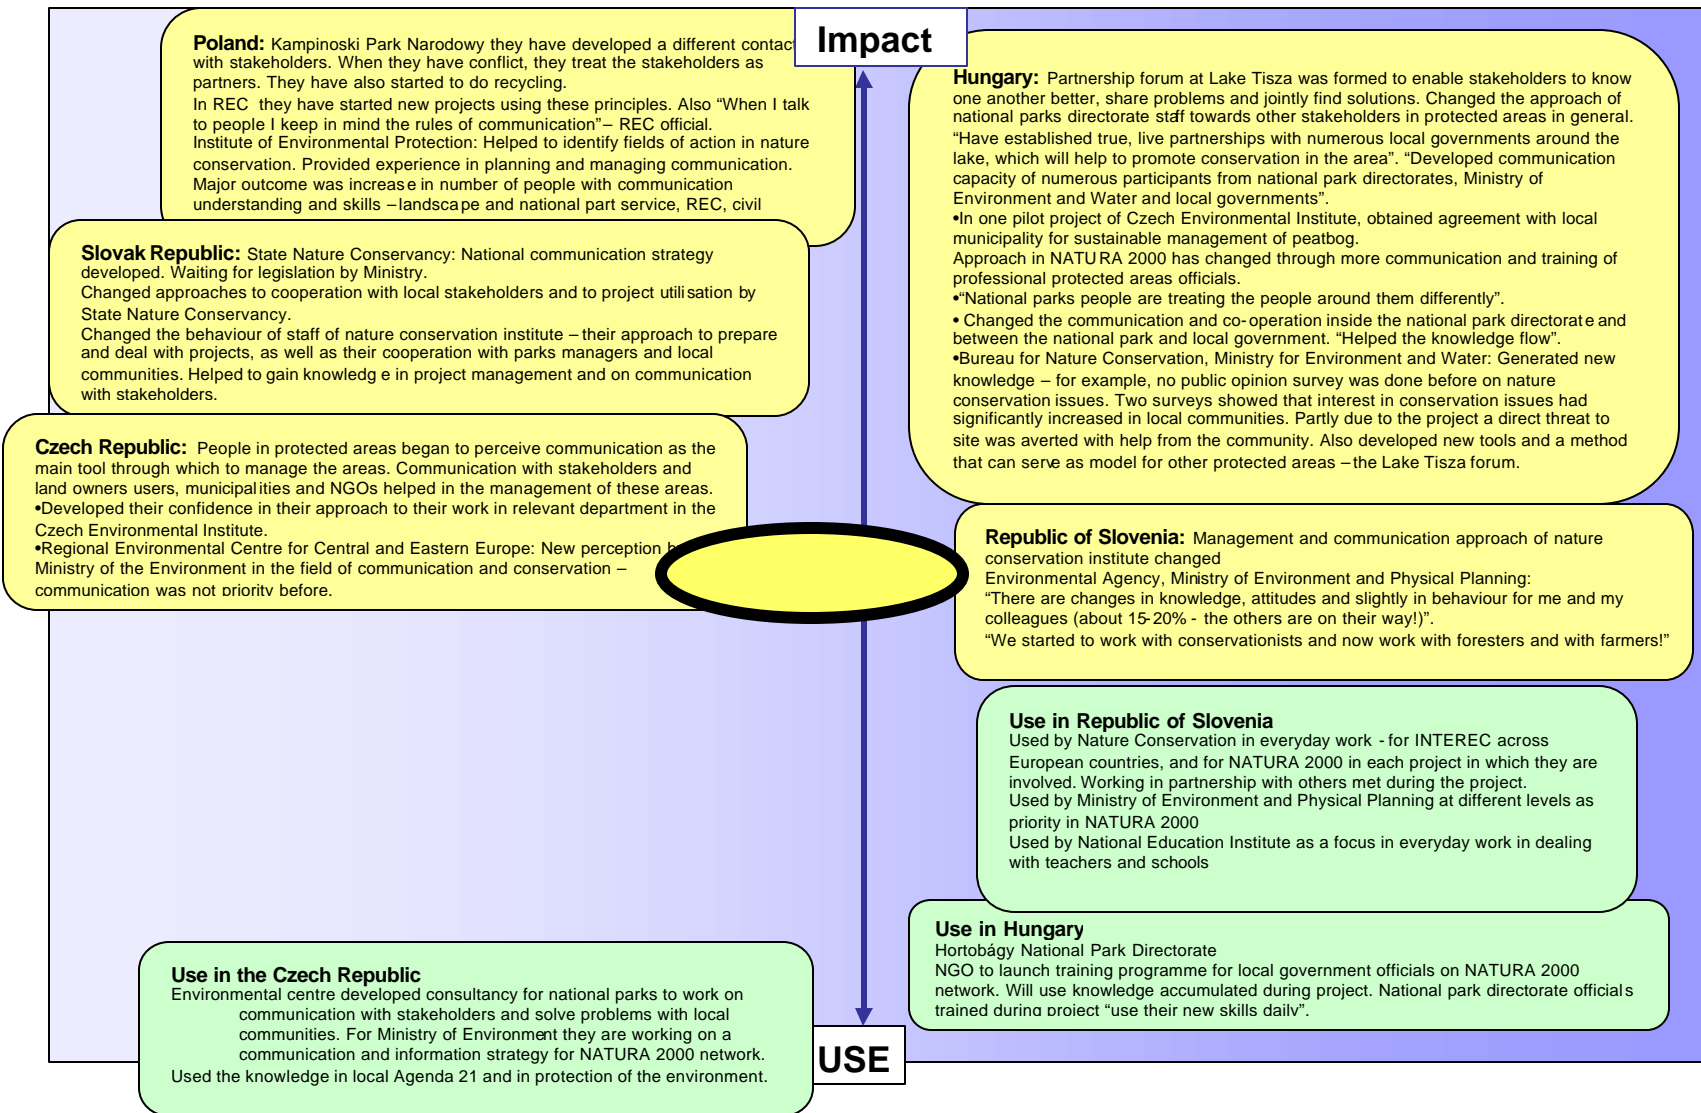 Impact
Poland: Kampinoski Park Narodowy they have developed a different contact
with stakeholders. When they have conflict, they treat the stakeholders as
partners. They have also started to do recycling.
In REC they have started new projects using these principles. Also “When I talk
to people I keep in mind the rules of communication”– REC official.
Institute of Environmental Protection: Helped to identify fields of action in nature
conservation. Provided experience in planning and managing communication.
Major outcome was increase in number of people with communication
understanding and skills – landscape and national part service, REC, civil
Slovak Republic: State Nature Conservancy: National communication strategy
developed. Waiting for legislation by Ministry.
Changed approaches to cooperation with local stakeholders and to project utilisation by
State Nature Conservancy.
Changed the behaviour of staff of nature conservation institute – their approach to prepare
and deal with projects, as well as their cooperation with parks managers and local
communities. Helped to gain knowledge in project management and on communication
with stakeholders.
Czech Republic: People in protected areas began to perceive communication as the
main tool through which to manage the areas. Communication with stakeholders and
land owners users, municipalities and NGOs helped in the management of these areas.
•Developed their confidence in their approach to their work in relevant department in the
Czech Environmental Institute.
•Regional Environmental Centre for Central and Eastern Europe: New perception
Ministry of the Environment in the field of communication and conservation –
communication was not priority before.
Hungary: Partnership forum at Lake Tisza was formed to enable stakeholders to know
one another better, share problems and jointly find solutions. Changed the approach of
national parks directorate staff towards other stakeholders in protected areas in general.
“Have established true, live partnerships with numerous local governments around the
lake, which will help to promote conservation in the area”. “Developed communication
capacity of numerous participants from national park directorates, Ministry of
Environment and Water and local governments”.
•In one pilot project of Czech Environmental Institute, obtained agreement with local
municipality for sustainable management of peatbog.
Approach in NATURA 2000 has changed through more communication and training of
professional protected areas officials.
•“National parks people are treating the people around them differently”.
• Changed the communication and co-operation inside the national park directorate and
between the national park and local government. “Helped the knowledge flow”.
•Bureau for Nature Conservation, Ministry for Environment and Water: Generated new
knowledge – for example, no public opinion survey was done before on nature
conservation issues. Two surveys showed that interest in conservation issues had
significantly increased in local communities. Partly due to the project a direct threat to
site was averted with help from the community. Also developed new tools and a method
that can serve as model for other protected areas – the Lake Tisza forum.
Republic of Slovenia: Management and communication approach of nature
conservation institute changed
Environmental Agency, Ministry of Environment and Physical Planning:
“There are changes in knowledge, attitudes and slightly in behaviour for me and my
colleagues (about 15-20% - the others are on their way!)”.
“We started to work with conservationists and now work with foresters and with farmers!”
Use in Republic of Slovenia
Used by Nature Conservation in everyday work - for INTEREC across
European countries, and for NATURA 2000 in each project in which they are
involved. Working in partnership with others met during the project.
Used by Ministry of Environment and Physical Planning at different levels as
priority in NATURA 2000
Used by National Education Institute as a focus in everyday work in dealing
with teachers and schools
Use in Hungary
Hortobágy National Park Directorate
NGO to launch training programme for local government officials on NATURA 2000
network. Will use knowledge accumulated during project. National park directorate officials
trained during project “use their new skills daily”.
Use in the Czech Republic
Environmental centre developed consultancy for national parks to work on
communication with stakeholders and solve problems with local
communities. For Ministry of Environment they are working on a
communication and information strategy for NATURA 2000 network.
Used the knowledge in local Agenda 21 and in protection of the environment.
USE